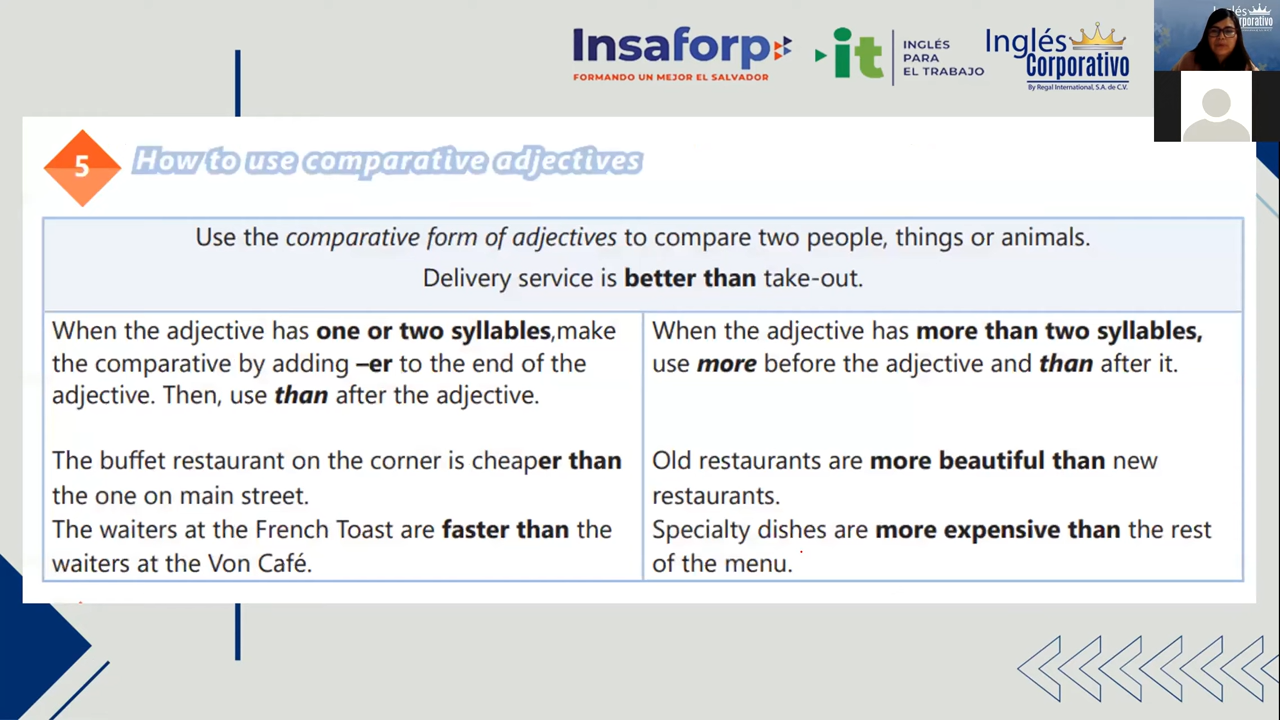 Insaforp
FORMANDO UN MEJOR EL SALVADOR
it
INGLÉS
PARA
EL TRABAJO
Inglés
Corporativo
By Regal International, S.A. de C.V.
5
How to use comparative adjectives
Use the comparative form of adjectives to compare two people, things or animals.
Delivery service is better than take-out.
When the adjective has one or two syllables,make
the comparative by adding –er to the end of the
adjective. Then, use than after the adjective.
The buffet restaurant on the corner is cheaper than
the one on main street.
The waiters at the French Toast are faster than the
waiters at the Von Café.
When the adjective has more than two syllables,
use more before the adjective and than after it.
Old restaurants are more beautiful than new
restaurants.
Specialty dishes are more expensive than the rest
of the menu.